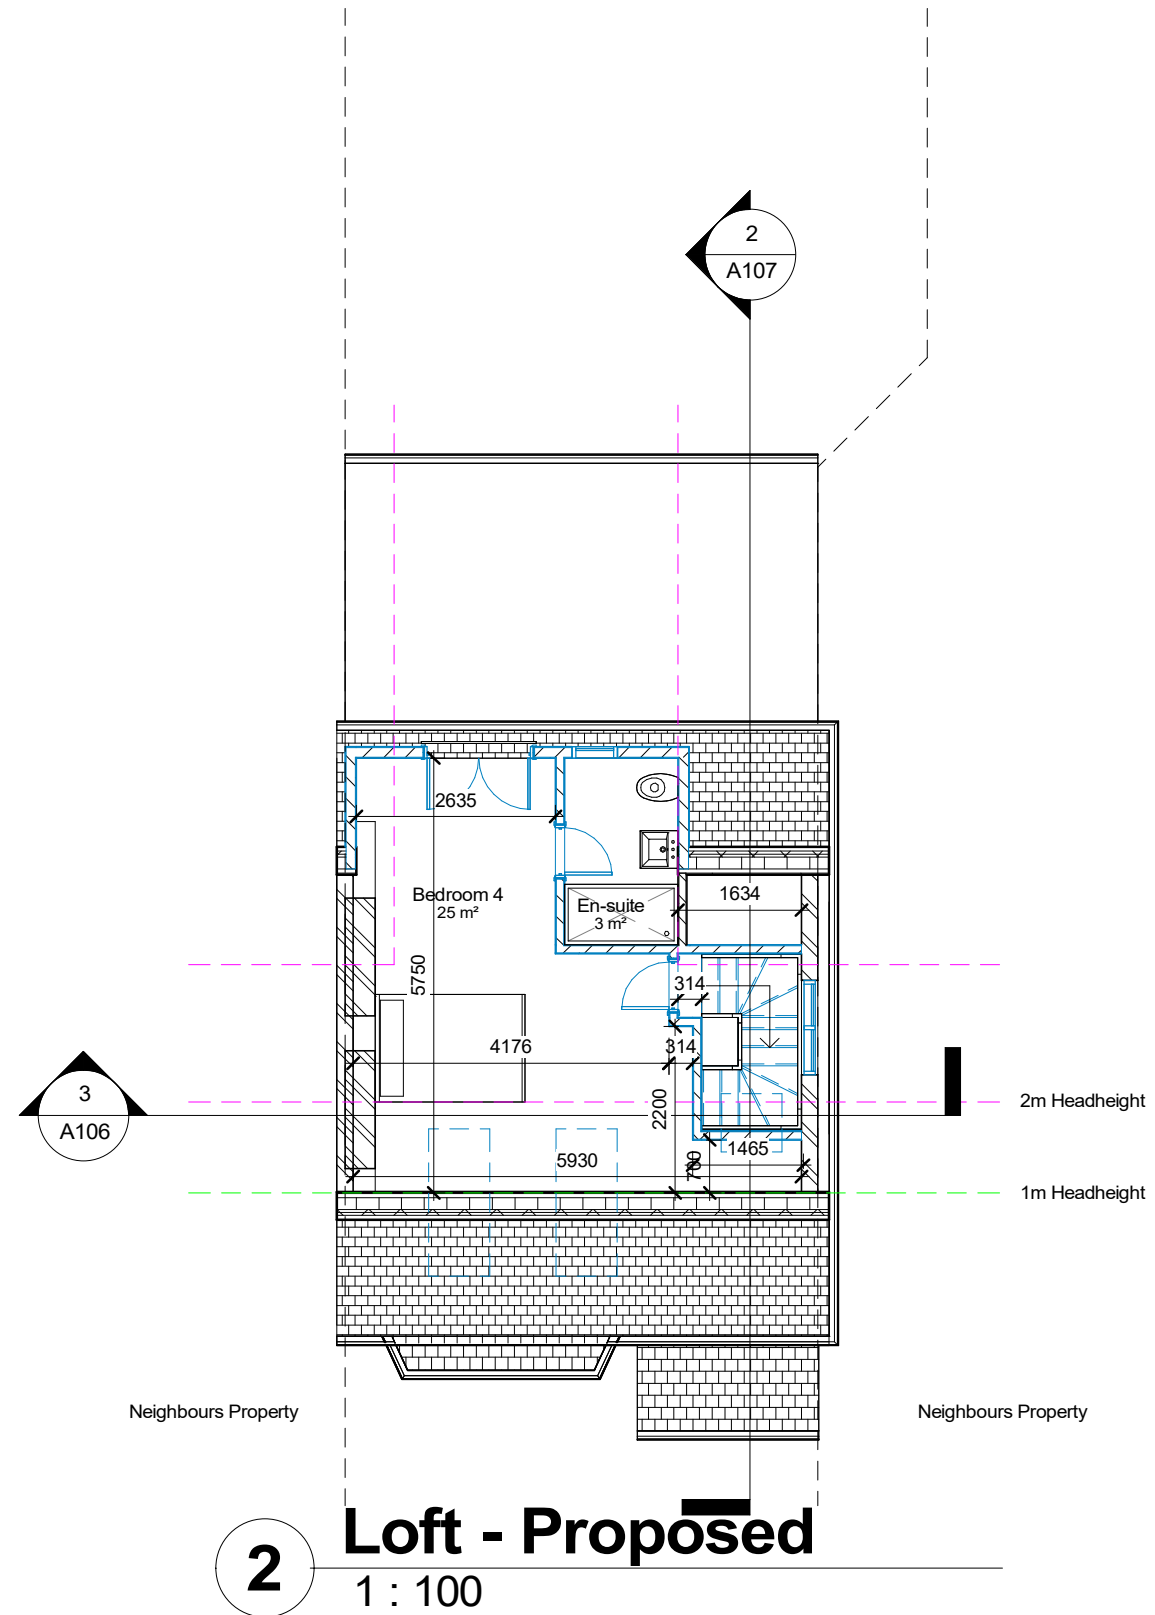 2
A107
2635
Bedroom 4
25 m²
1634
En-suite
3 m²
5750
314
4176
314
3
A106
2m Headheight
2200
1465
700
5930
1m Headheight
Neighbours Property
Neighbours Property
2
Loft - Proposed
1 : 100